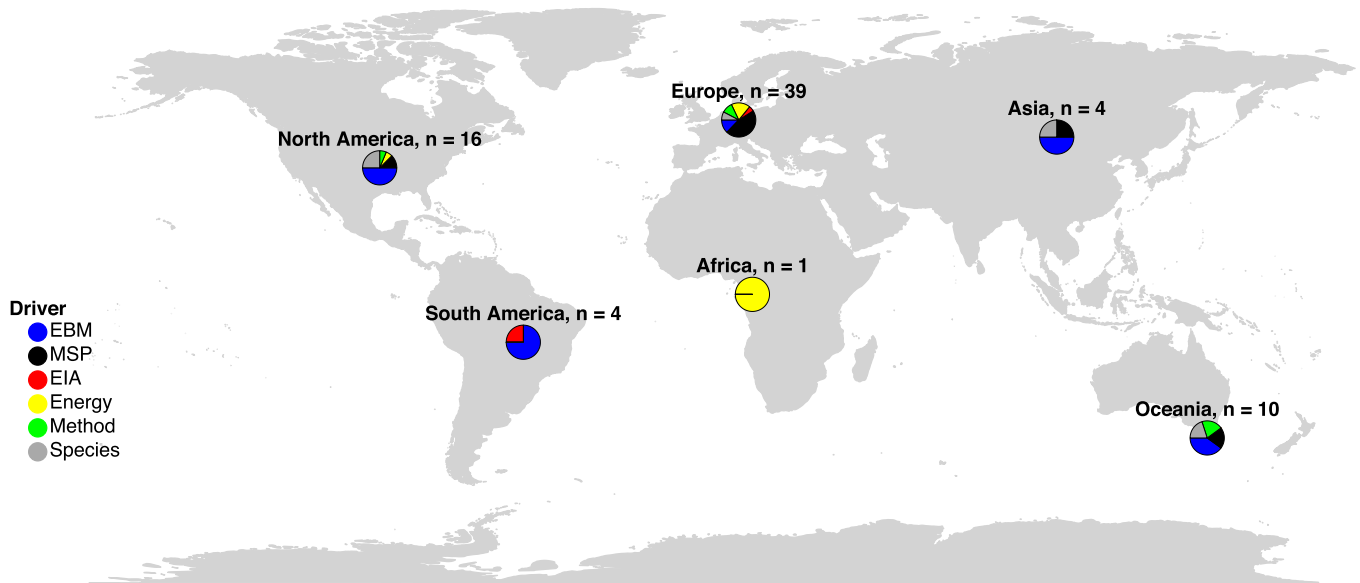 Europe, n = 39
Asia, n = 4
North America, n = 16
Africa, n = 1
South America, n = 4
Oceania, n = 10
Driver
EBM
MSP
EIA
Energy
Method
Species